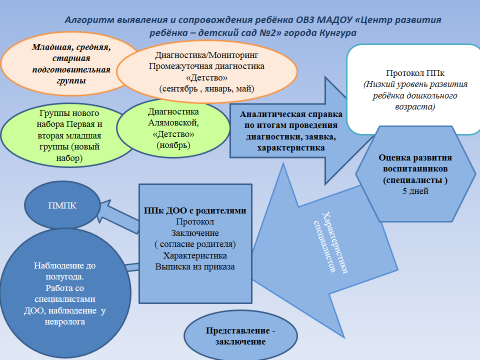 Алгоритм выявления и сопровождения ребёнка ОВЗ МАДОУ «Центр развития
ребёнка – детский сад №2» города Кунгура
Младшая, средняя,
старшая
подготовительная
группы
Диагностика/Мониторинг
Промежуточная диагностика
«Детство»
(сентябрь , январь, май)
Протокол ППк
(Низкий уровень развития
ребёнка дошкольного
возраста)
Группы нового
набора Первая и
вторая младшая
группы (новый
набор)
Диагностика
Алямовской,
«Детство»
(ноябрь)
Аналитическая справка
по итогам проведения
диагностики, заявка,
характеристика
Оценка развития
воспитанников
(специалисты )
5 дней
ПМПК
ППк ДОО с родителями
Протокол
Заключение
( согласие родителя)
Характеристика
Выписка из приказа
Характеристики
специалистов
Наблюдение до
полугода.
Работа со
специалистами
ДОО, наблюдение у
невролога
Представление -
заключение